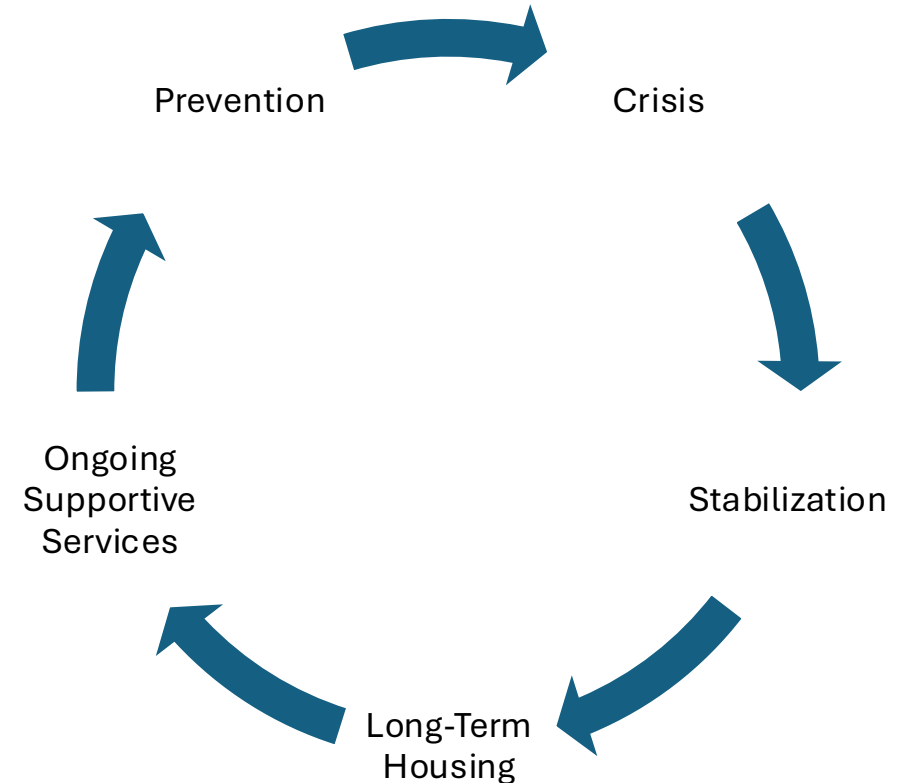 Prevention
Crisis
Stabilization
Long-Term
Housing
Ongoing
Supportive
Services